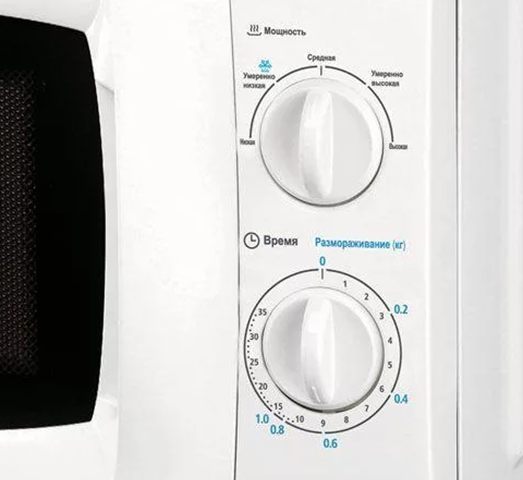 Мощность
Средняя
Умеренно
низкая
Умеренно
высокая
Низкая
Высокая
Время
Размораживание (кг)
0
1
2
3
0.2
4
5
6
0.4
7
8
9
0.6
10
0.8
15
1.0
20
25
30
35